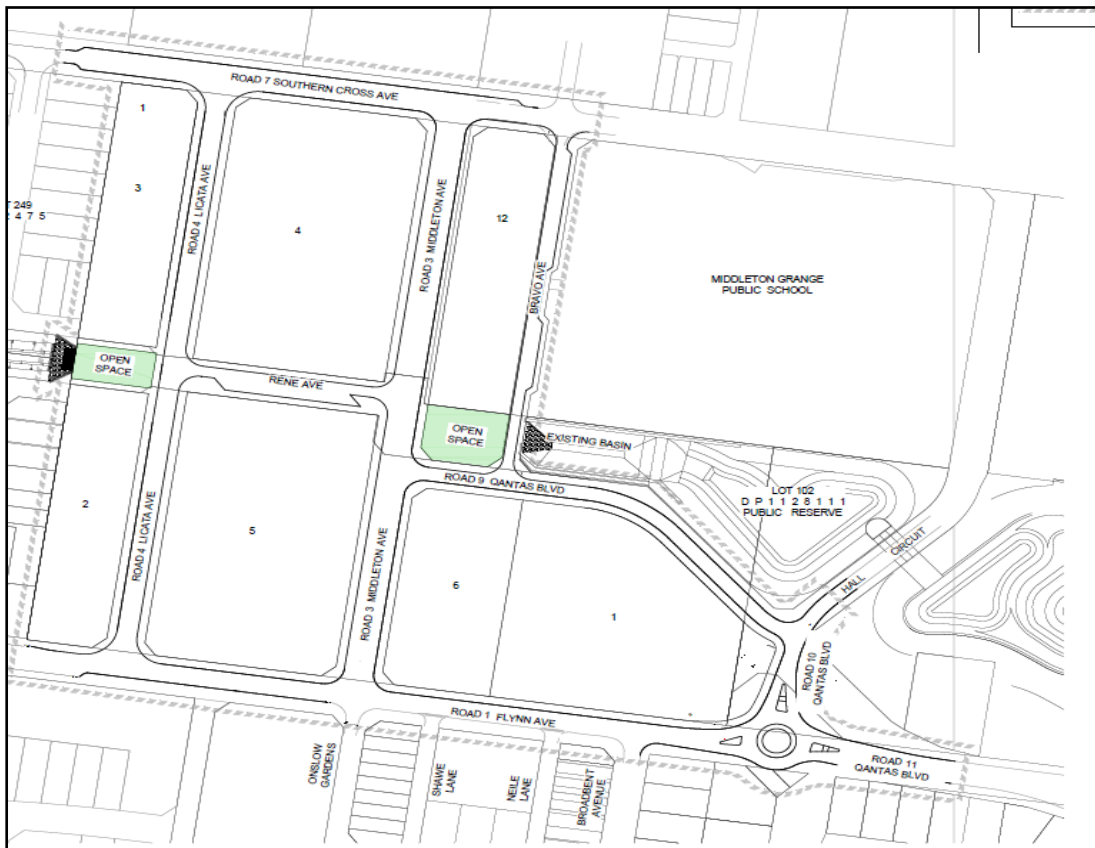 ROAD 7 SOUTHERN CROSS AVE
1
3
4
12
ROAD 4 LICATA AVE
ROAD 3 MIDDLETON AVE
BRAVO AVE
MIDDLETON GRANGE
PUBLIC SCHOOL
249
2 4 7 5
OPEN
SPACE
RENE AVE
OPEN
SPACE
EXISTING BASIN
ROAD 9 QANTAS BLVD
LOT 102
D P 1 1 2 8 1 1 1
PUBLIC RESERVE
HALL CIRCUIT
2
ROAD 4 LICATA AVE
5
ROAD 3 MIDDLETON AVE
6
1
ROAD 10
QANTAS BLVD
ROAD 1 FLYNN AVE
ROAD 11
QANTAS BLVD
ONSLOW
GARDENS
SHAWE
LANE
NEILE
LANE
BROADBENT
AVENUE